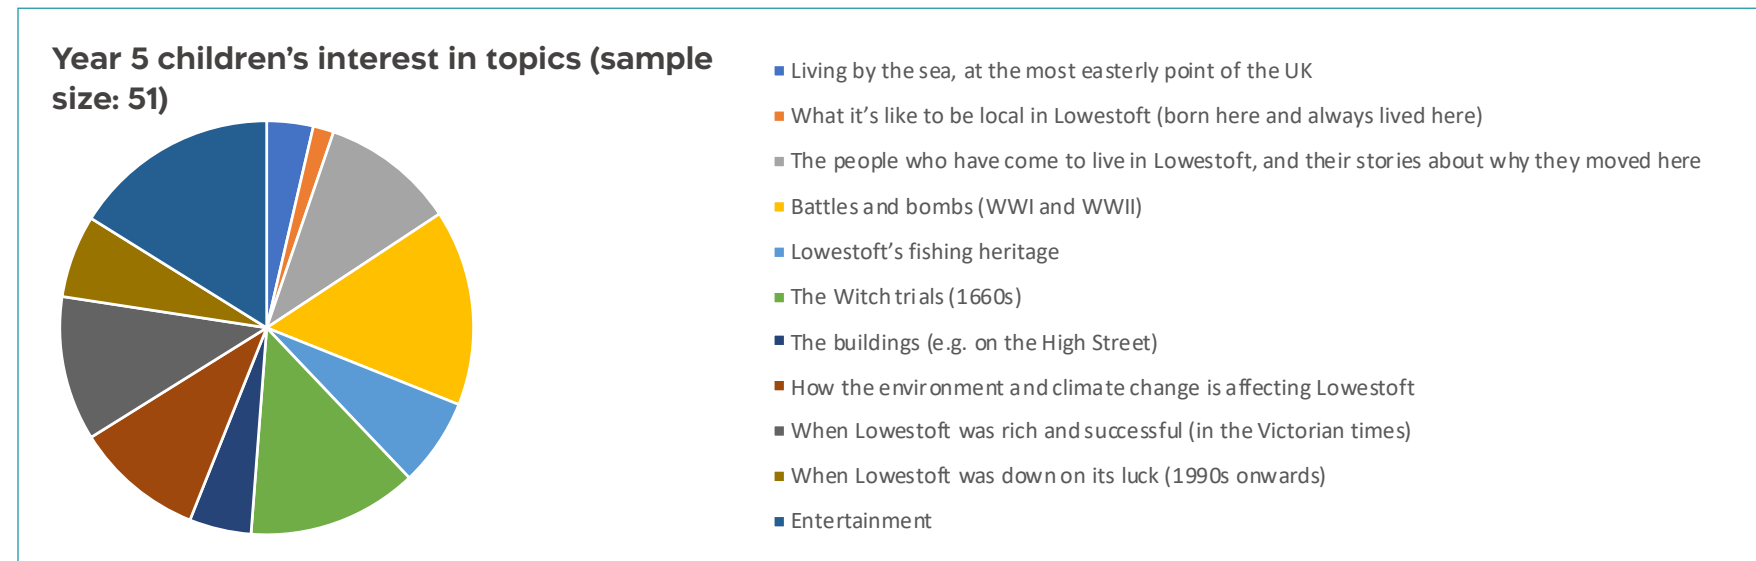 Year 5 children’s interest in topics (sample
size: 51)
Living by the sea, at the most easterly point of the UK
What it’s like to be local in Lowestoft (born here and always lived here)
The people who have come to live in Lowestoft, and their stories about why they moved here
Battles and bombs (WWI and WWII)
Lowestoft’s fishing heritage
The Witch trials (1660s)
The buildings (e.g. on the High Street)
How the environment and climate change is affecting Lowestoft
When Lowestoft was rich and successful (in the Victorian times)
When Lowestoft was down on its luck (1990s onwards)
Entertainment